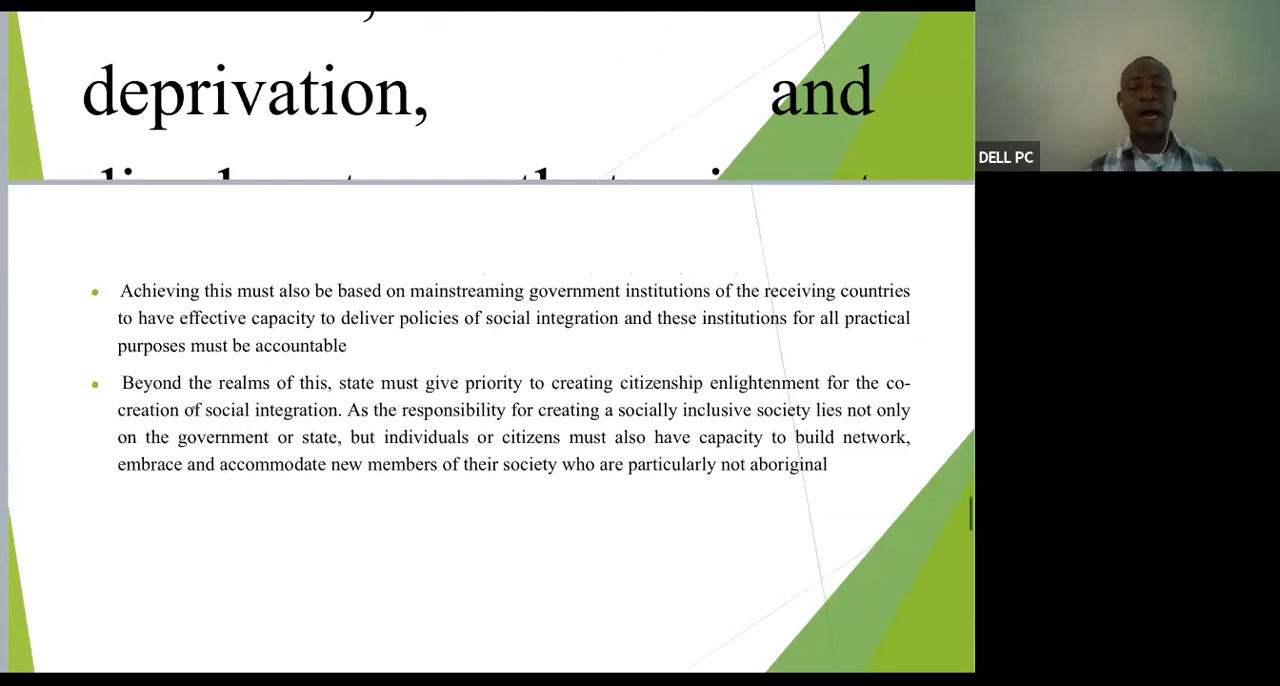 deprivation, and
that
Achieving this must also be based on mainstreaming government institutions of the receiving countries
to have effective capacity to deliver policies of social integration and these institutions for all practical
purposes must be accountable
Beyond the realms of this, state must give priority to creating citizenship enlightenment for the co-
creation of social integration. As the responsibility for creating a socially inclusive society lies not only
on the government or state, but individuals or citizens must also have capacity to build network,
embrace and accommodate new members of their society who are particularly not aboriginal
DELL PC